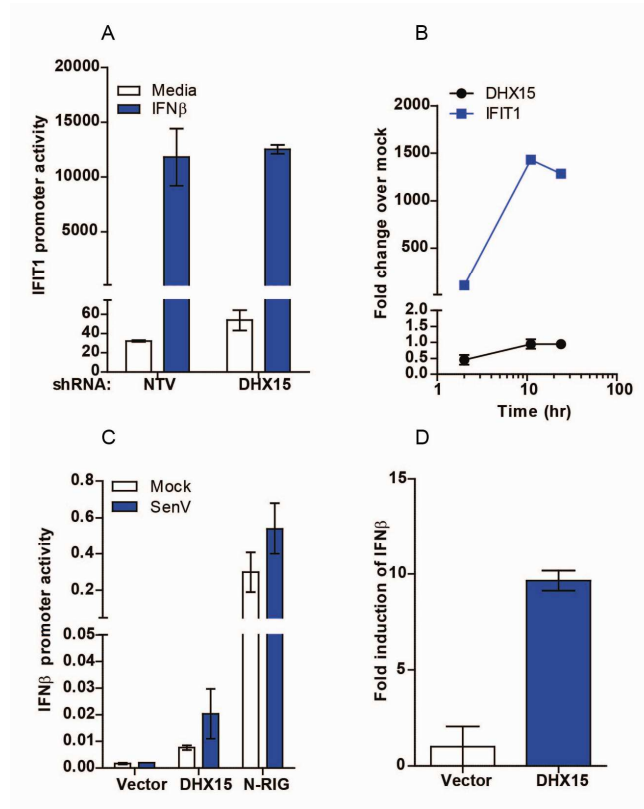 A
IFIT1 promoter activity
20000
15000
10000
5000
60
40
20
0
Media
IFNβ
shRNA:
NTV
DHX15
B
DHX15
IFIT1
Fold change over mock
2000
1500
1000
500
2.0
1.5
1.0
0.5
0.0
1
10
100
Time (hr)
C
Mock
SenV
IFNβ promoter activity
0.8
0.6
0.4
0.2
0.05
0.04
0.03
0.02
0.01
0.00
Vector
DHX15
N-RIG
D
Fold induction of IFNβ
15
10
5
0
Vector
DHX15